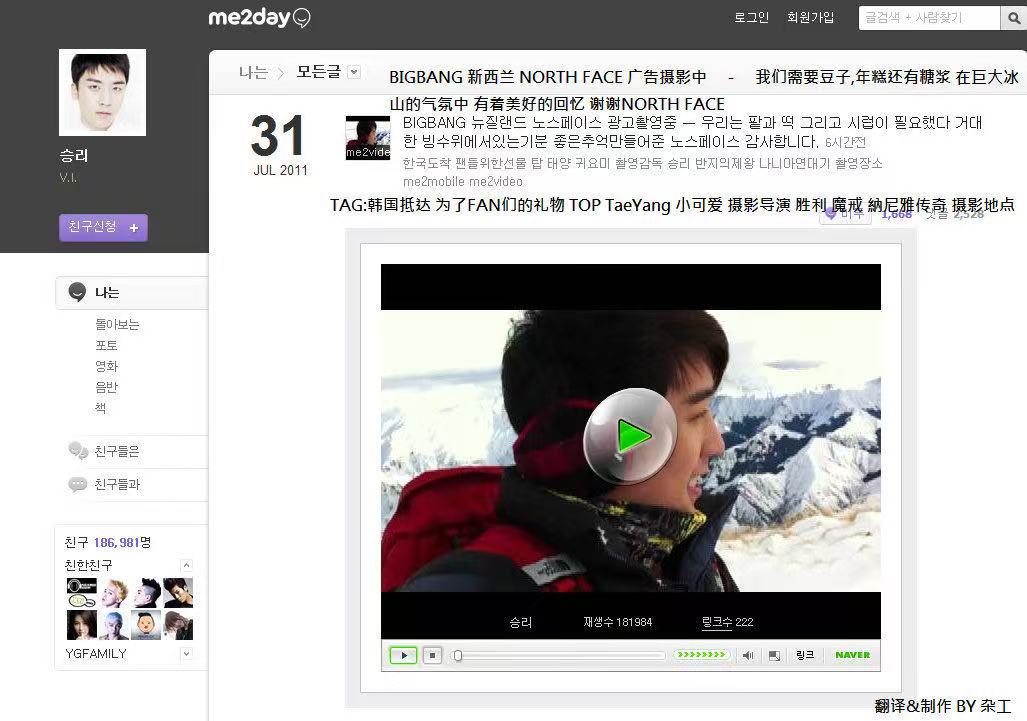 me2day
로그인 회원가입 글검색 + 사람찾기
나는 > 모든글
BIGBANG 新西兰 NORTH FACE 广告摄影中 - 我们需要豆子,年糕还有糖浆 在巨大冰
山的气氛中 有着美好的回忆 谢谢NORTH FACE
31
JUL 2011
me2vide
BIGBANG 뉴질랜드 노스페이스 광고촬영중 — 우리는 팥과 떡 그리고 시럽이 필요했다 거대
한 빙수위에서있는기분 좋은추억만들어준 노스페이스 감사합니다. 6시간전
한국도착 팬들위한선물 탑 태양 귀요미 촬영감독 승리 반지의제왕 나니아연대기 촬영장소
me2mobile me2video
TAG:韩国抵达 为了FAN们的礼物 TOP TaeYang 小可爱 摄影导演 胜利 魔戒 納尼雅传奇 摄影地点
미투 1,668 댓글 2,528
승리
V.I.
친구신청 +
나는
돌아보는
포토
영화
음반
책
친구들은
친구들과
친구 186,981명
친한친구
YGFAMILY
승리 재생수 181984 링크수 222
링크 NAVER
翻译&制作 BY 杂工